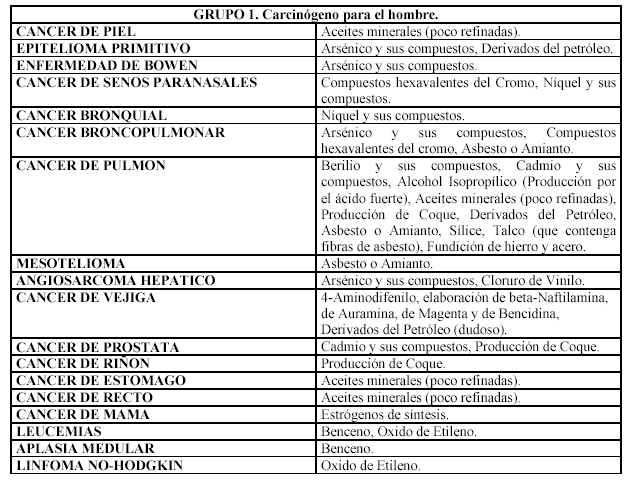 GRUPO 1. Carcinógeno para el hombre.
CANCER DE PIEL Aceites minerales (poco refinadas).
EPITELIOMA PRIMITIVO Arsénico y sus compuestos, Derivados del petróleo.
ENFERMEDAD DE BOWEN Arsénico y sus compuestos.
CANCER DE SENOS PARANASALES Compuestos hexavalentes del Cromo, Níquel y sus
compuestos.
CANCER BRONQUIAL Níquel y sus compuestos.
CANCER BRONCOPULMONAR Arsénico y sus compuestos, Compuestos
hexavalentes del cromo, Asbesto o Amianto.
CANCER DE PULMON Berilio y sus compuestos, Cadmio y sus
compuestos, Alcohol Isopropílico (Producción por
el ácido fuerte), Aceites minerales (poco refinadas),
Producción de Coque, Derivados del Petróleo,
Asbesto o Amianto, Sílice, Talco (que contenga
fibras de asbesto), Fundición de hierro y acero.
MESOTELIOMA Asbesto o Amianto.
ANGIOSARCOMA HEPATICO Arsénico y sus compuestos, Cloruro de Vinilo.
CANCER DE VEJIGA 4-Aminodifenilo, elaboración de beta-Naftilamina,
de Auramina, de Magenta y de Bencidina,
Derivados del Petróleo (dudoso).
CANCER DE PROSTATA Cadmio y sus compuestos, Producción de Coque.
CANCER DE RIÑON Producción de Coque.
CANCER DE ESTOMAGO Aceites minerales (poco refinadas).
CANCER DE RECTO Aceites minerales (poco refinadas).
CANCER DE MAMA Estrógenos de síntesis.
LEUCEMIAS Benceno, Oxido de Etileno.
APLASIA MEDULAR Benceno.
LINFOMA NO-HODGKIN Oxido de Etileno.